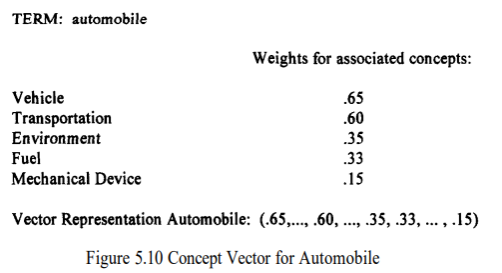 TERM: automobile
Weights for associated concepts:
Vehicle .65
Transportation .60
Environment .35
Fuel .33
Mechanical Device .15
Vector Representation Automobile: (.65,..., .60, ..., .35, .33, ... , .15)
Figure 5.10 Concept Vector for Automobile